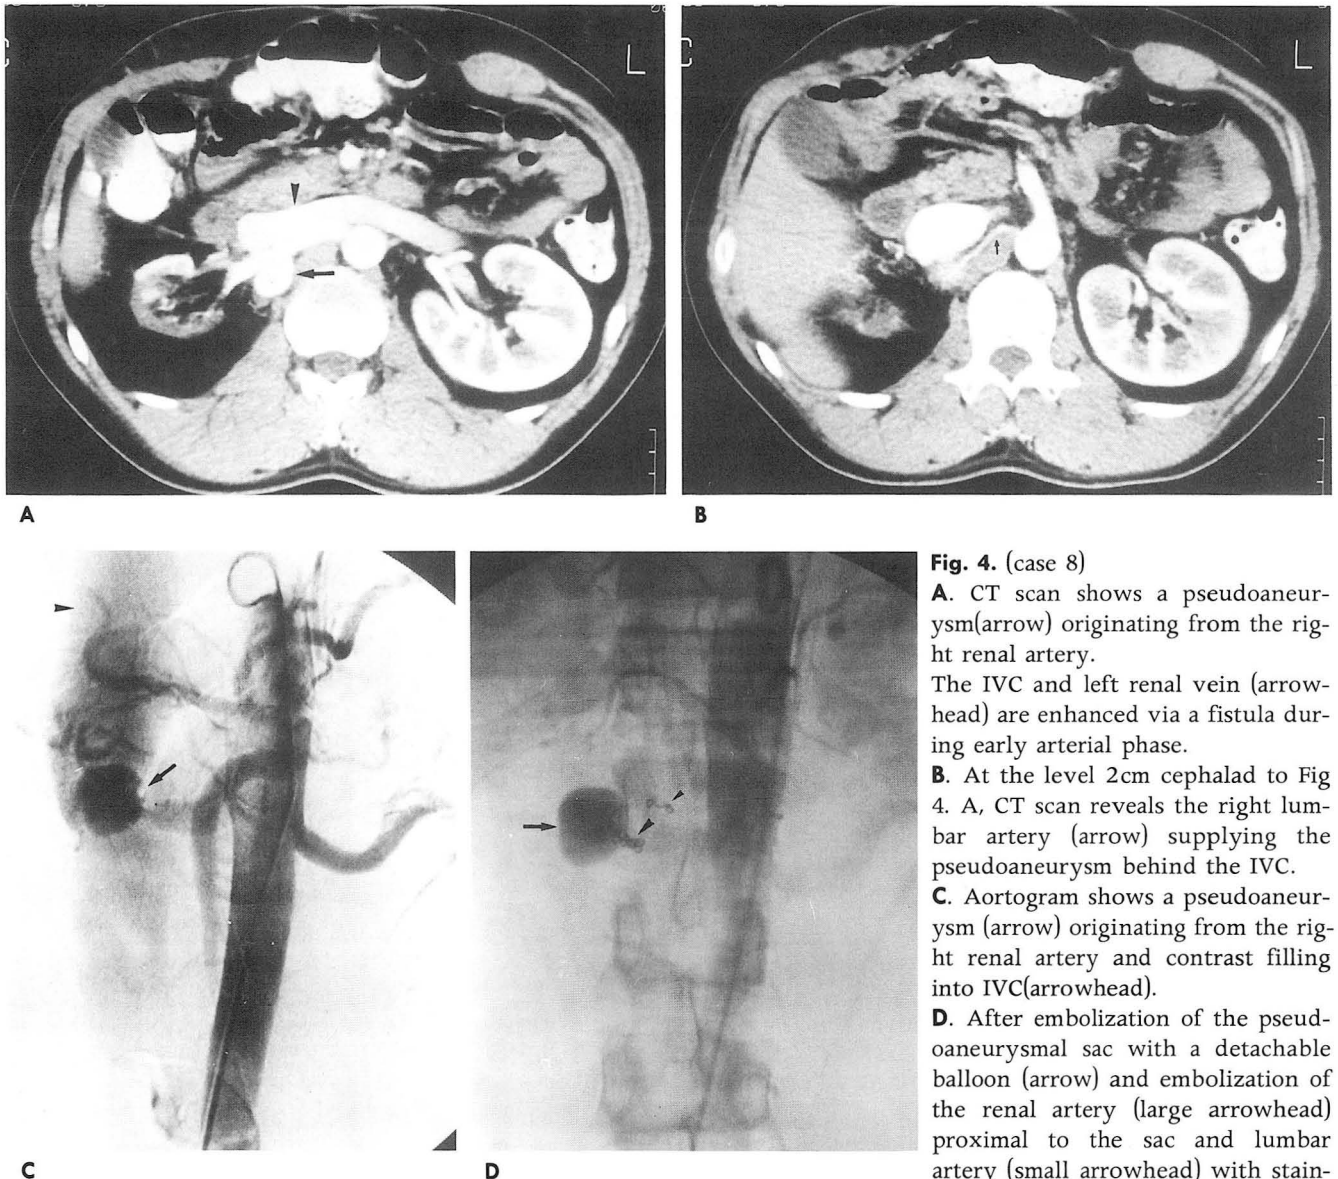 L
L
A
B
C
D
Fig. 4. (case 8)
A. CT scan shows a pseudoaneur-
ysm(arrow) originating from the rig-
ht renal artery.
The IVC and left renal vein (arrow-
head) are enhanced via a fistula dur-
ing early arterial phase.
B. At the level 2cm cephalad to Fig
4. A, CT scan reveals the right lum-
bar artery (arrow) supplying the
pseudoaneurysm behind the IVC.
C. Aortogram shows a pseudoaneur-
ysm (arrow) originating from the rig-
ht renal artery and contrast filling
into IVC(arrowhead).
D. After embolization of the pseud-
oaneurysmal sac with a detachable
balloon (arrow) and embolization of
the renal artery (large arrowhead)
proximal to the sac and lumbar
artery (small arrowhead) with stain-